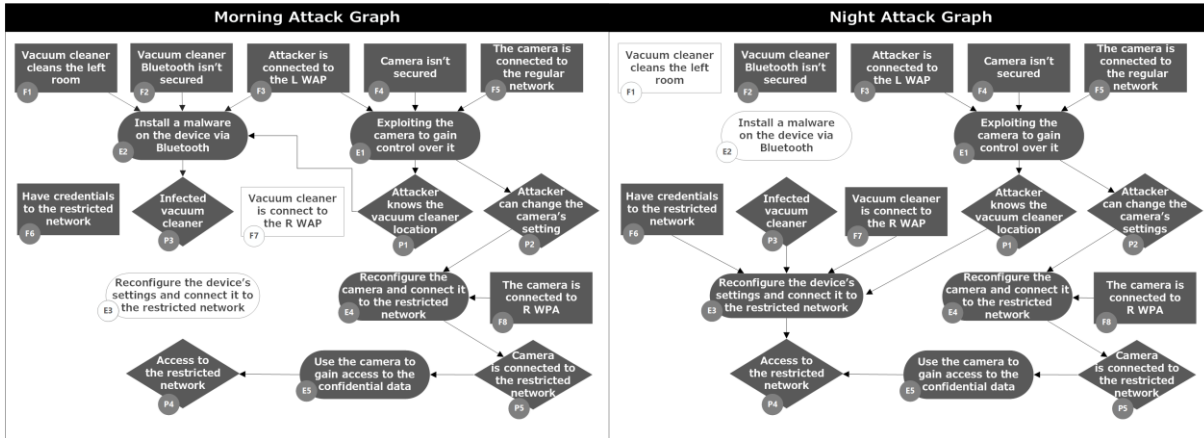 Morning Attack Graph
Vacuum cleaner
cleans the left
room
F1
Vacuum cleaner
Bluetooth isn't
secured
F2
Attacker is
connected to
the L WAP
F3
Camera isn't
secured
F4
The camera is
connected to
the regular
network
F5
Install a malware
on the device via
Bluetooth
E2
Exploiting the
camera to gain
control over it
E1
Have credentials
to the restricted
network
F6
Infected
vacuum
cleaner
P3
Vacuum cleaner
is connect to
the R WAP
F7
Attacker
knows the
vacuum cleaner
location
P1
Attacker
can change the
camera's
setting
P2
Reconfigure the device's
settings and connect it to
the restricted network
E3
Reconfigure the
camera and connect it
to the restricted
network
E4
The camera is
connected to
R WPA
F8
Access to
the restricted
network
P4
Use the camera to
gain access to the
confidential data
E5
Camera
is connected to
the restricted
network
P5
Night Attack Graph
Vacuum cleaner
cleans the left
room
F1
Vacuum cleaner
Bluetooth isn't
secured
F2
Attacker is
connected to
the L WAP
F3
Camera isn't
secured
F4
The camera is
connected to
the regular
network
F5
Install a malware
on the device via
Bluetooth
E2
Exploiting the
camera to gain
control over it
E1
Have credentials
to the restricted
network
F6
Infected
vacuum
cleaner
P3
Vacuum cleaner
is connect to
the R WAP
F7
Attacker
knows the
vacuum cleaner
location
P1
Attacker
can change the
camera's
settings
P2
Reconfigure the device's
settings and connect it to
the restricted network
E3
Reconfigure the
camera and connect it
to the restricted
network
E4
The camera is
connected to
R WPA
F8
Access to
the restricted
network
P4
Use the camera to
gain access to the
confidential data
E5
Camera
is connected to
the restricted
network
P5